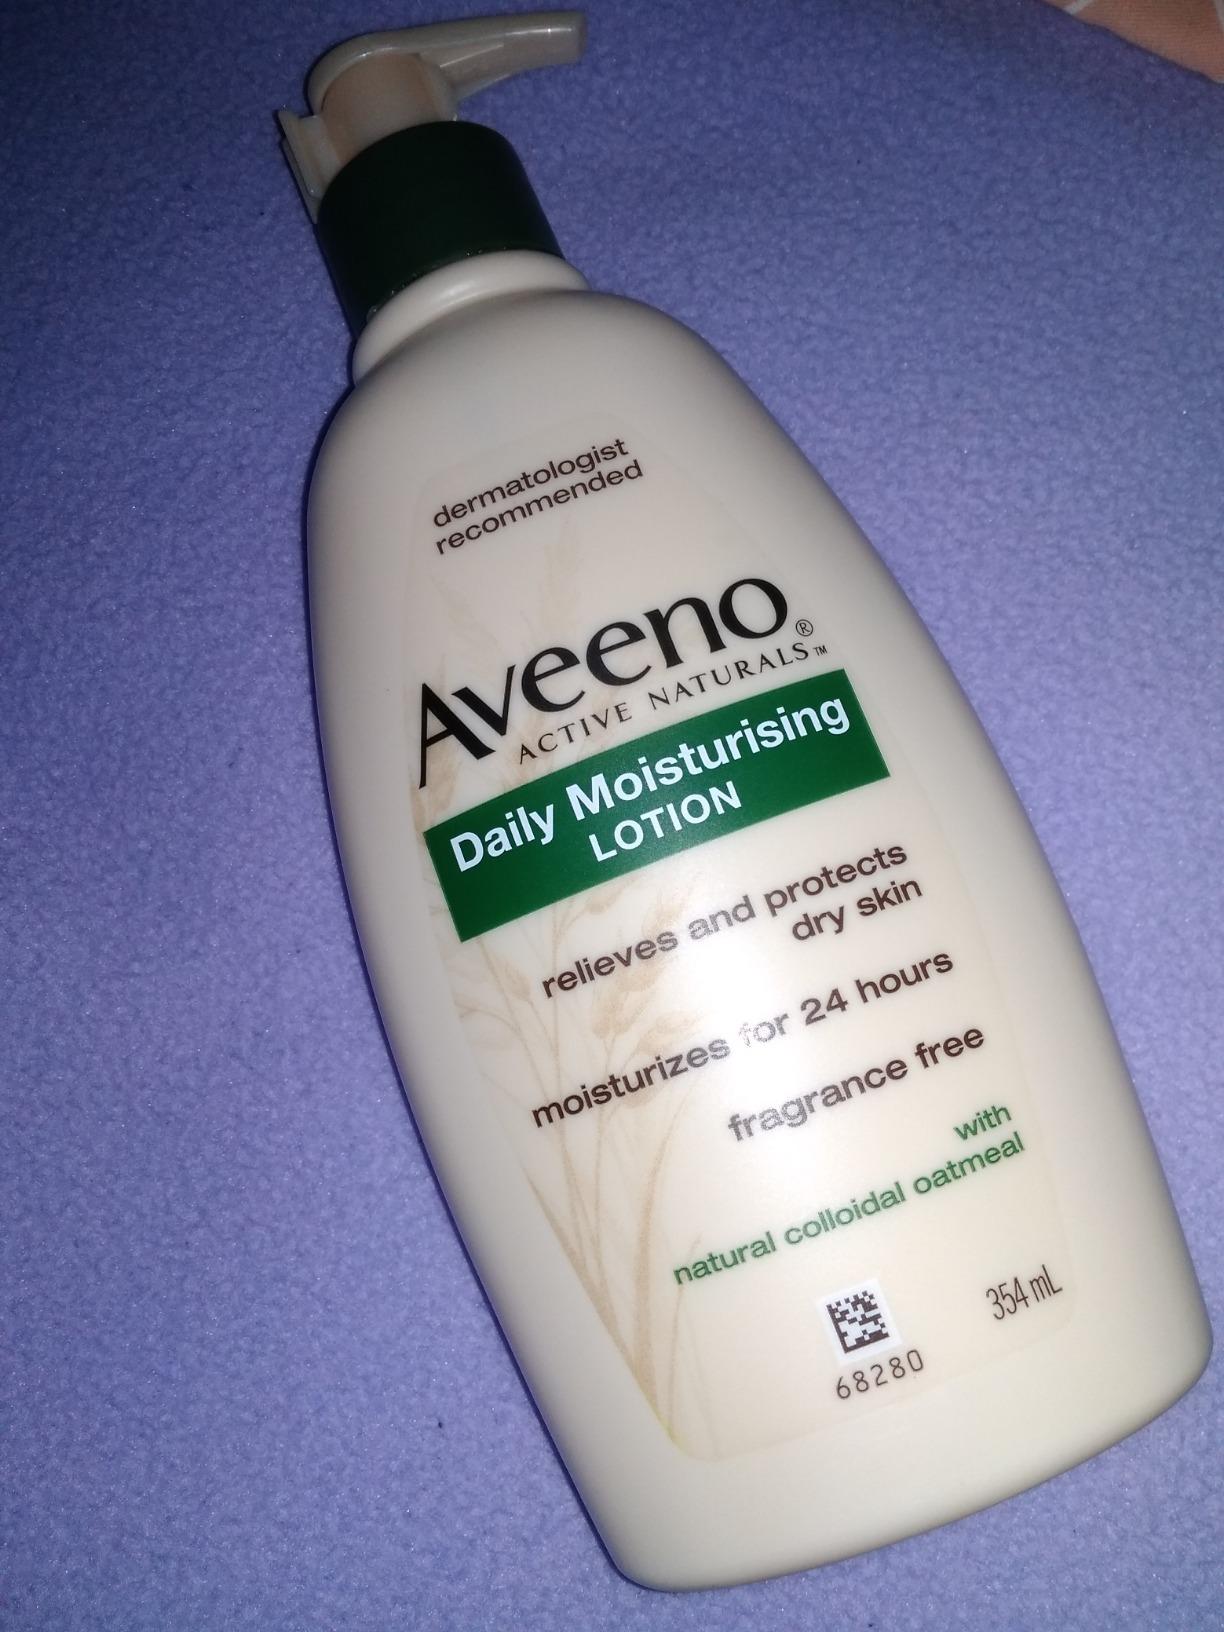 dermatologist
recommended
Aveeno®
ACTIVE NATURALS™
Daily Moisturising
LOTION
relieves and protects
dry skin
moisturizes for 24 hours
fragrance free
with
natural colloidal oatmeal
354 mL
68280